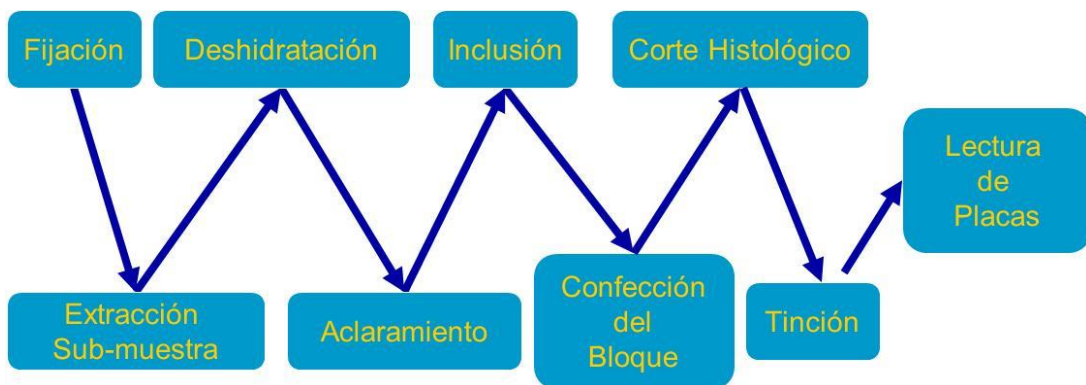 Fijación
Deshidratación
Inclusión
Corte Histológico
Lectura
de
Placas
Extracción
Sub-muestra
Aclaramiento
Confección
del
Bloque
Tinción